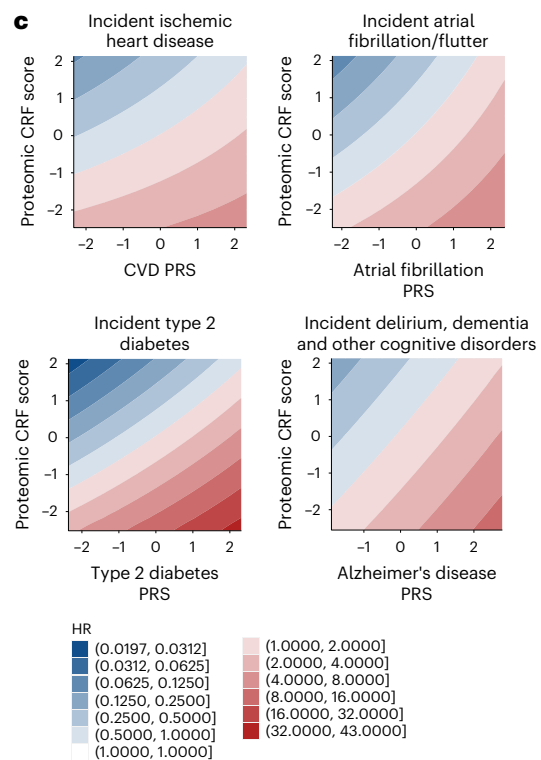 c
Incident ischemic
heart disease
Proteomic CRF score
2
1
0
−1
−2
−2 −1 0 1 2
CVD PRS
Incident atrial
fibrillation/flutter
Proteomic CRF score
2
1
0
−1
−2
−2 −1 0 1 2
Atrial fibrillation
PRS
Incident type 2
diabetes
Proteomic CRF score
2
1
0
−1
−2
−2 −1 0 1 2
Type 2 diabetes
PRS
Incident delirium, dementia
and other cognitive disorders
Proteomic CRF score
2
1
0
−1
−2
−1 0 1 2
Alzheimer's disease
PRS
HR
(0.0197, 0.0312]
(0.0312, 0.0625]
(0.0625, 0.1250]
(0.1250, 0.2500]
(0.2500, 0.5000]
(0.5000, 1.0000]
(1.0000, 1.0000]
(1.0000, 2.0000]
(2.0000, 4.0000]
(4.0000, 8.0000]
(8.0000, 16.0000]
(16.0000, 32.0000]
(32.0000, 43.0000]